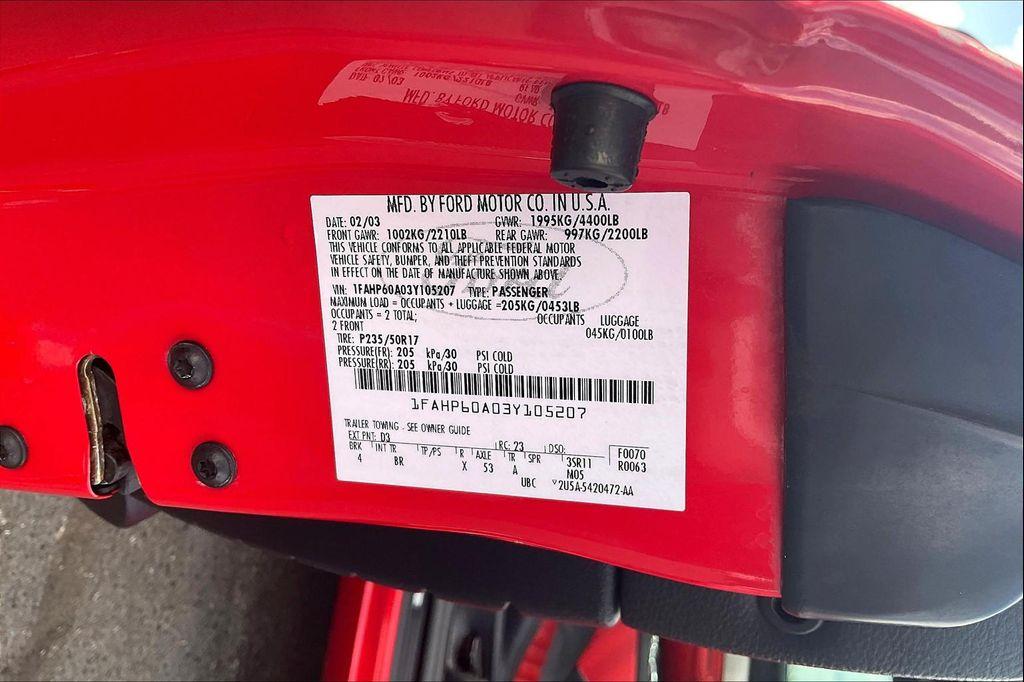 MFD. BY FORD MOTOR CO. IN U.S.A.
DATE: 02/03 GVWR: 1995KG/4400LB
FRONT GAWR: 1002KG/2210LB REAR GAWR: 997KG/2200LB
THIS VEHICLE CONFORMS TO ALL APPLICABLE FEDERAL MOTOR
VEHICLE SAFETY, BUMPER, AND THEFT PREVENTION STANDARDS
IN EFFECT ON THE DATE OF MANUFACTURE SHOWN ABOVE.
VIN: 1FAHP60A03Y105207 TYPE: PASSENGER
MAXIMUM LOAD = OCCUPANTS + LUGGAGE =205KG/0453LB
OCCUPANTS = 2 TOTAL; OCCUPANTS LUGGAGE
2 FRONT 045KG/0100LB
TIRE: P235/50R17
PRESSURE(FR): 205 kPa/30 PSI COLD
PRESSURE(RR): 205 kPa/30 PSI COLD
1FAHP60A03Y105207
TRAILER TOWING - SEE OWNER GUIDE
EXT PNT: D3 RC: 23 DSO: F0070
BRK INT TR TP/PS R AXLE TR SPR 3SR11 R0063
4 BR X 53 A M05
UBC ▽2U5A-5420472-AA
Ford